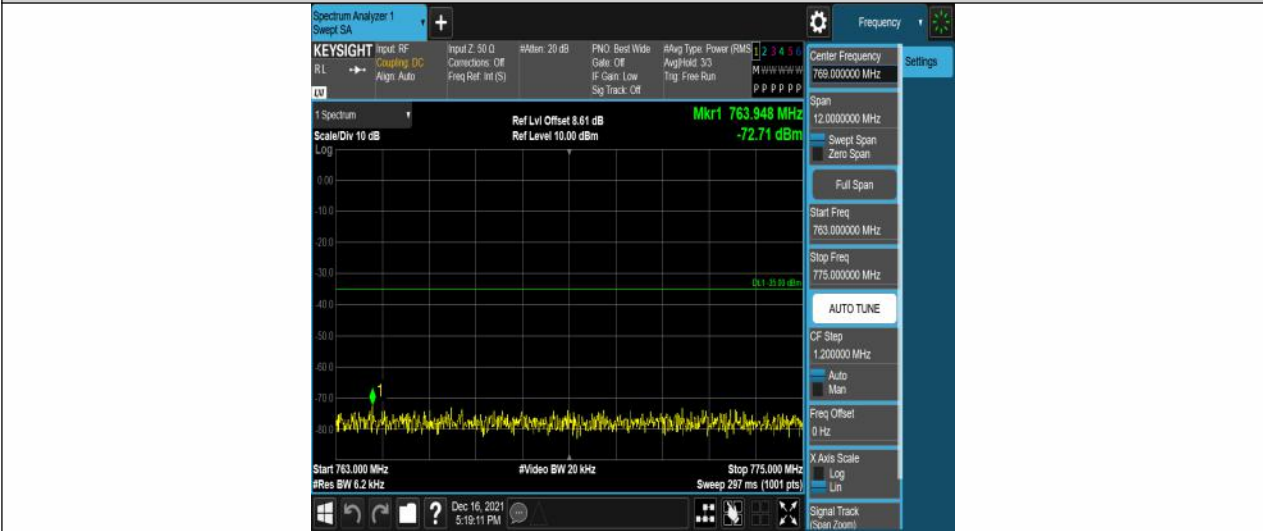 Spectrum Analyzer 1
Swept SA
+
Frequency
KEYSIGHT
RL
LV
Input: RF
Coupling: DC
Align: Auto
Input Z: 50 Ω
Corrections: Off
Freq Ref: Int (S)
#Atten: 20 dB
PNO: Best Wide
Gate: Off
IF Gain: Low
Sig Track: Off
#Avg Type: Power (RMS
Avg|Hold: 3/3
Trig: Free Run
1 2 3 4 5 6
M W W W W W
P P P P P P
1 Spectrum
Scale/Div 10 dB
Log
Ref Lvl Offset 8.61 dB
Ref Level 10.00 dBm
Mkr1 763.948 MHz
-72.71 dBm
0.00
-10.0
-20.0
-30.0
DL1 -35.00 dBm
-40.0
-50.0
-60.0
1
-70.0
-80.0
Start 763.000 MHz
#Res BW 6.2 kHz
#Video BW 20 kHz
Stop 775.000 MHz
Sweep 297 ms (1001 pts)
?
Dec 16, 2021
5:19:11 PM
Center Frequency
769.000000 MHz
Settings
Span
12.0000000 MHz
Swept Span
Zero Span
Full Span
Start Freq
763.000000 MHz
Stop Freq
775.000000 MHz
AUTO TUNE
CF Step
1.200000 MHz
Auto
Man
Freq Offset
0 Hz
X Axis Scale
Log
Lin
Signal Track
(Span Zoom)